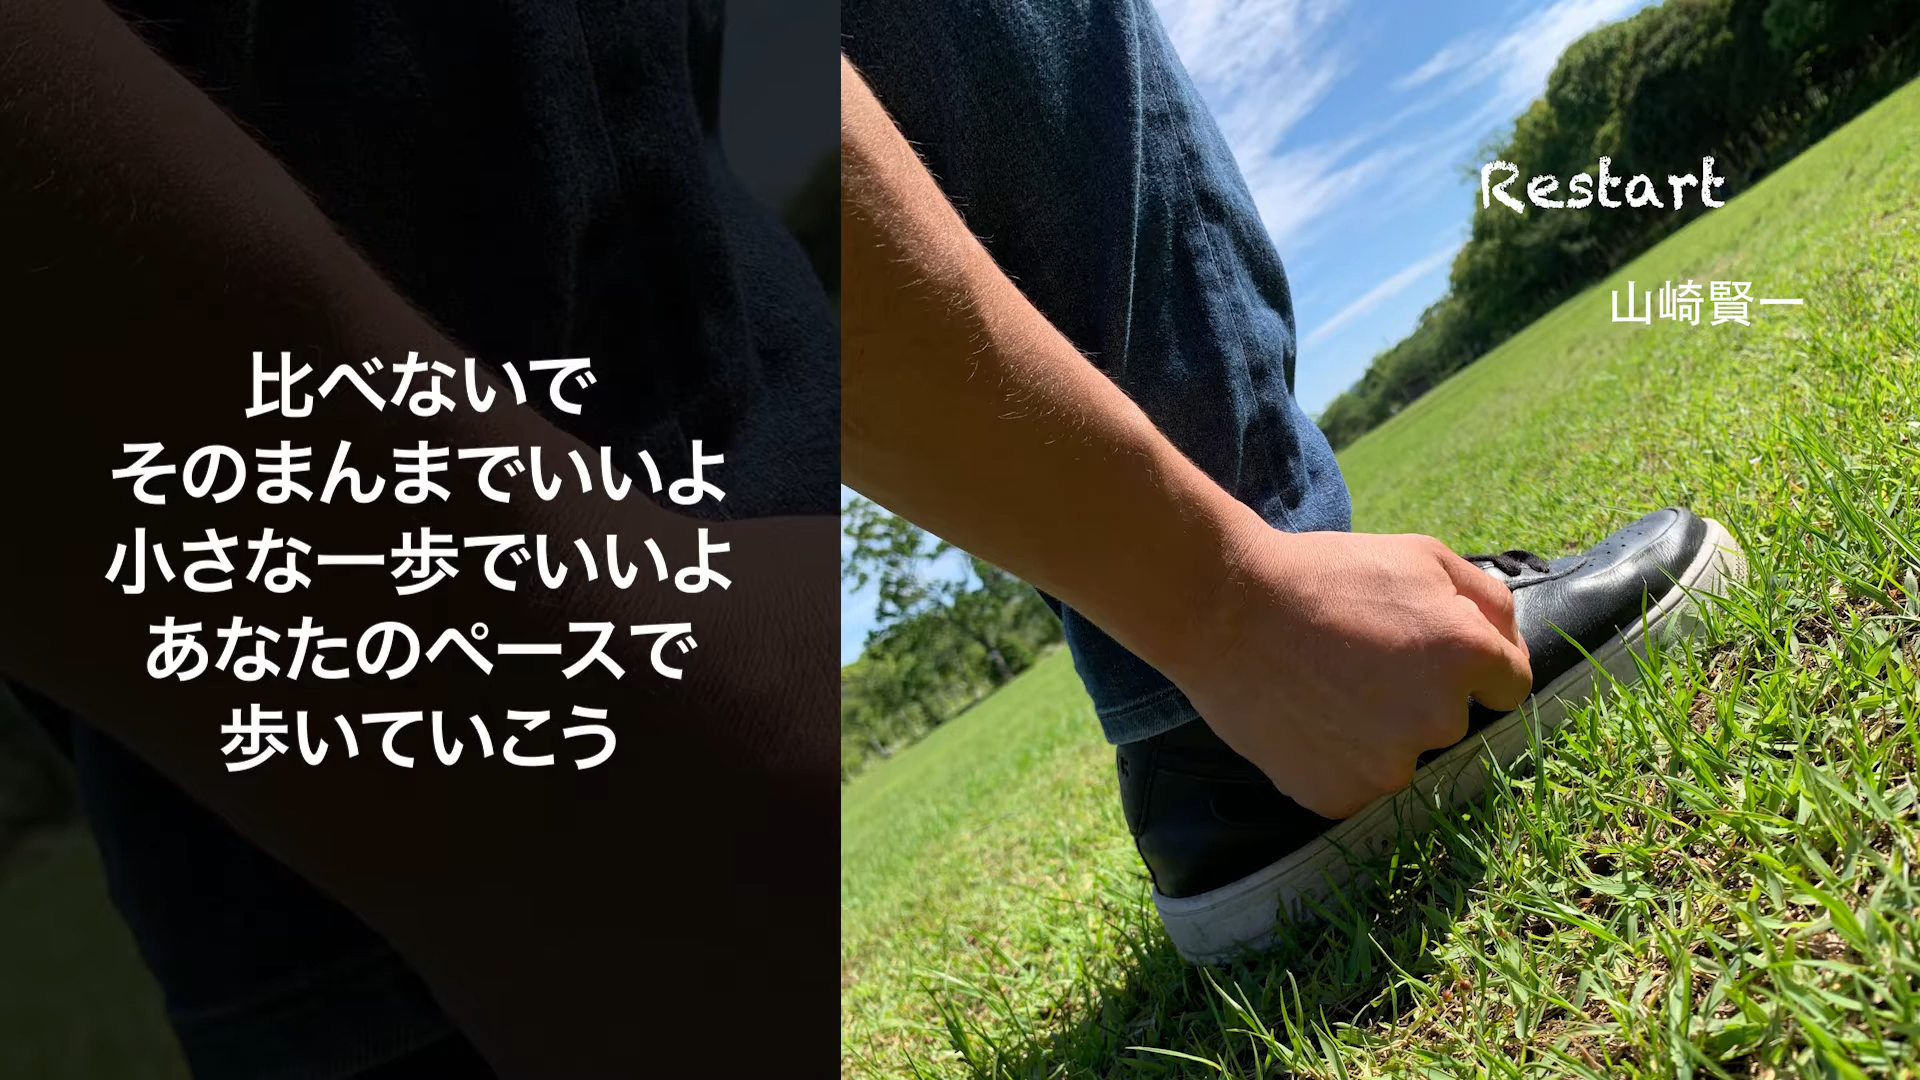 比べないで
そのまんまでいいよ
小さな一歩でいいよ
あなたのペースで
歩いていこう
Restart
山崎賢一